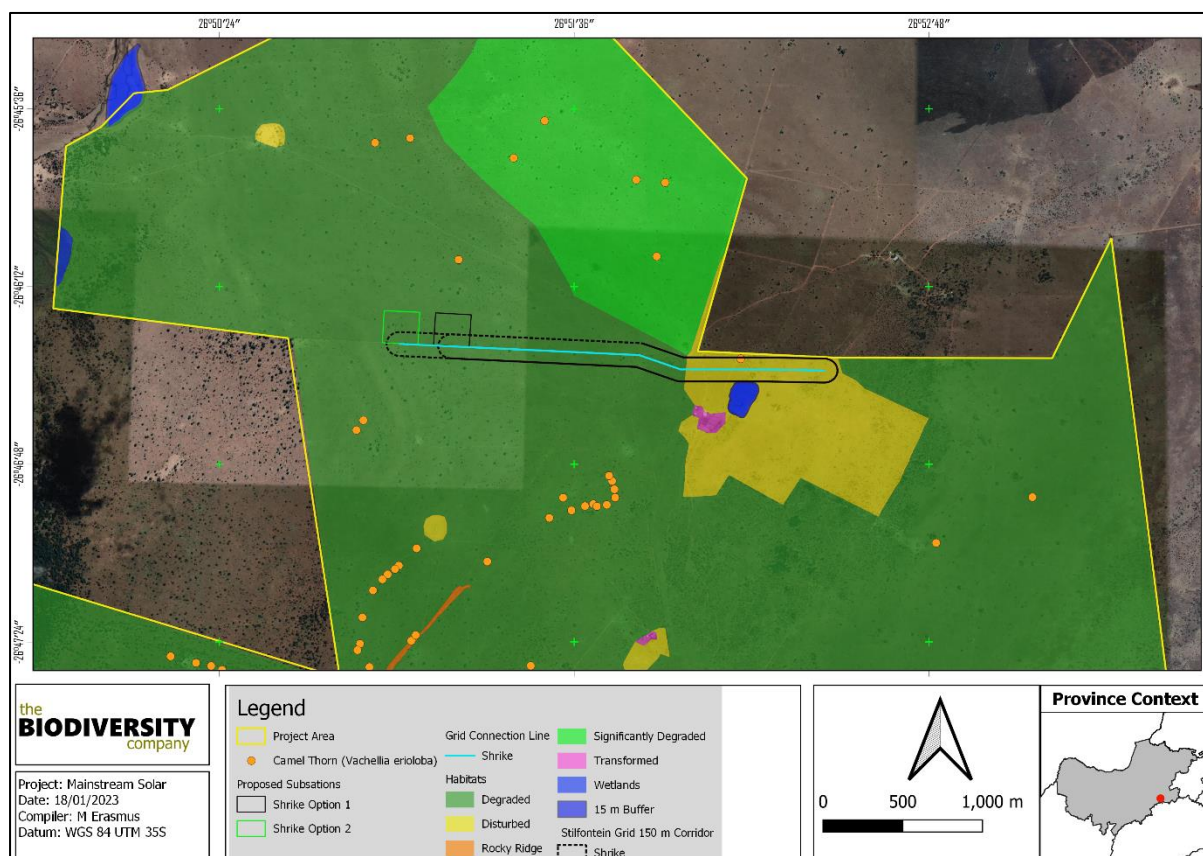 26°50'24" 26°51'36" 26°52'48"
-26°45'36"
-26°46'12"
-26°46'48"
-26°47'24"
the
BIODIVERSITY
company
Project: Mainstream Solar
Date: 18/01/2023
Compiler: M Erasmus
Datum: WGS 84 UTM 35S
Legend
Project Area
Camel Thorn (Vachellia erioloba)
Proposed Subsations
Shrike Option 1
Shrike Option 2
Grid Connection Line
Shrike
Habitats
Degraded
Disturbed
Rocky Ridge
Significantly Degraded
Transformed
Wetlands
15 m Buffer
Stilfontein Grid 150 m Corridor
Shrike
0 500 1,000 m
Province Context